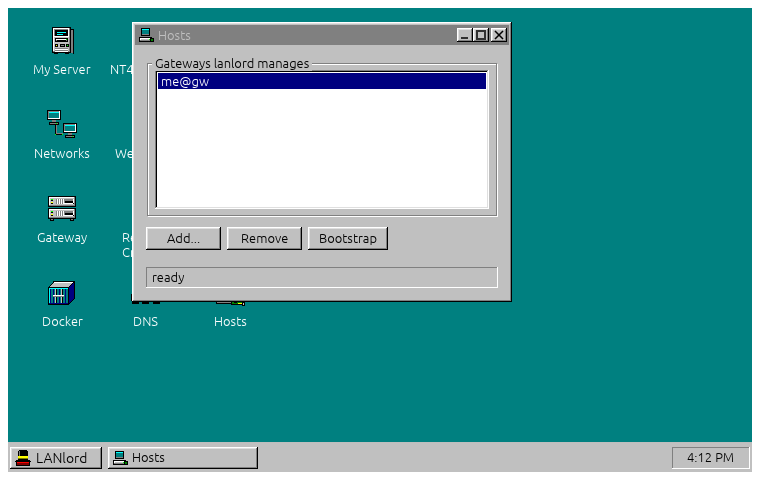 Hosts
Gateways lanlord manages
me@gw
Add...
Remove
Bootstrap
ready
My Server
NT4
Networks
We
Gateway
Docker
DNS
Hosts
LANlord
Hosts
4:12 PM